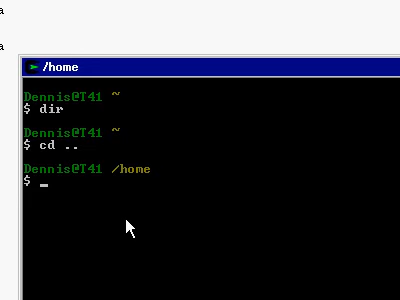 a
a
/home
Dennis@T41 ~
$ dir
Dennis@T41 ~
$ cd ..
Dennis@T41 /home
$ _